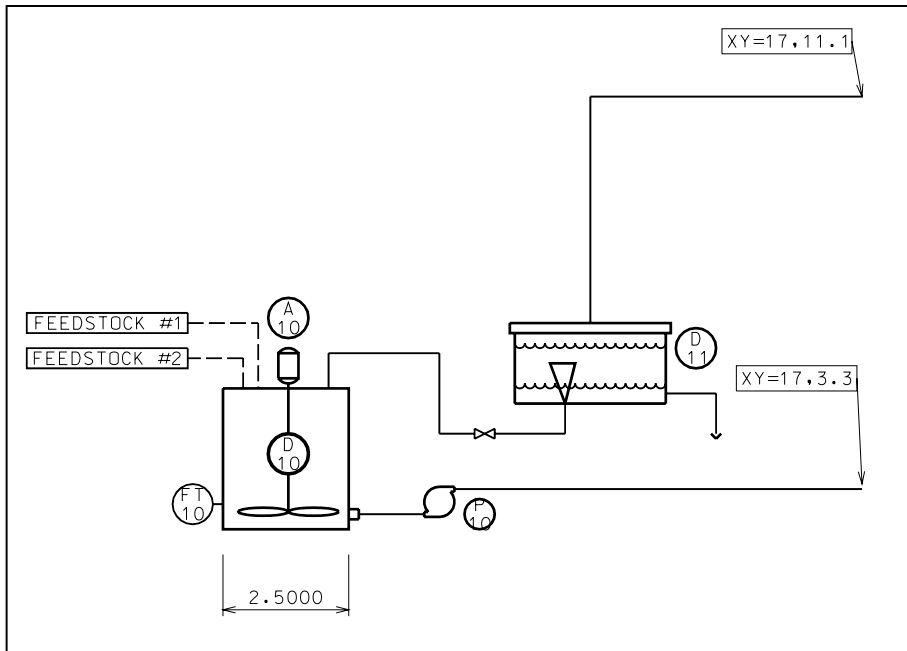 XY=17,11.1
A
10
FEEDSTOCK #1
FEEDSTOCK #2
D
11
XY=17,3.3
D
10
FT
10
P
10
2.5000